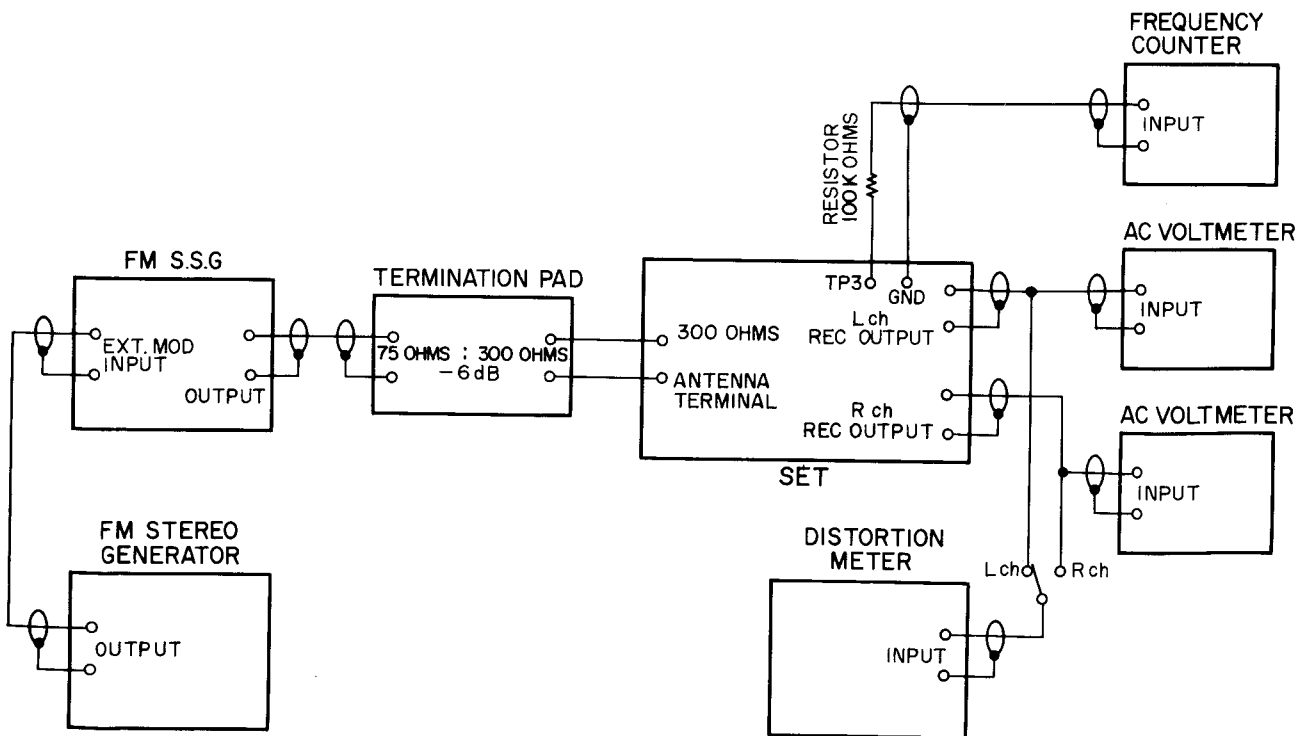 FREQUENCY
COUNTER
INPUT
RESISTOR
100K OHMS
FM S.S.G
EXT. MOD
INPUT
OUTPUT
TERMINATION PAD
75 OHMS : 300 OHMS
-6dB
300 OHMS
ANTENNA
TERMINAL
TP3
GND
L ch
REC OUTPUT
R ch
REC OUTPUT
SET
AC VOLTMETER
INPUT
AC VOLTMETER
INPUT
FM STEREO
GENERATOR
OUTPUT
DISTORTION
METER
INPUT
L ch
R ch